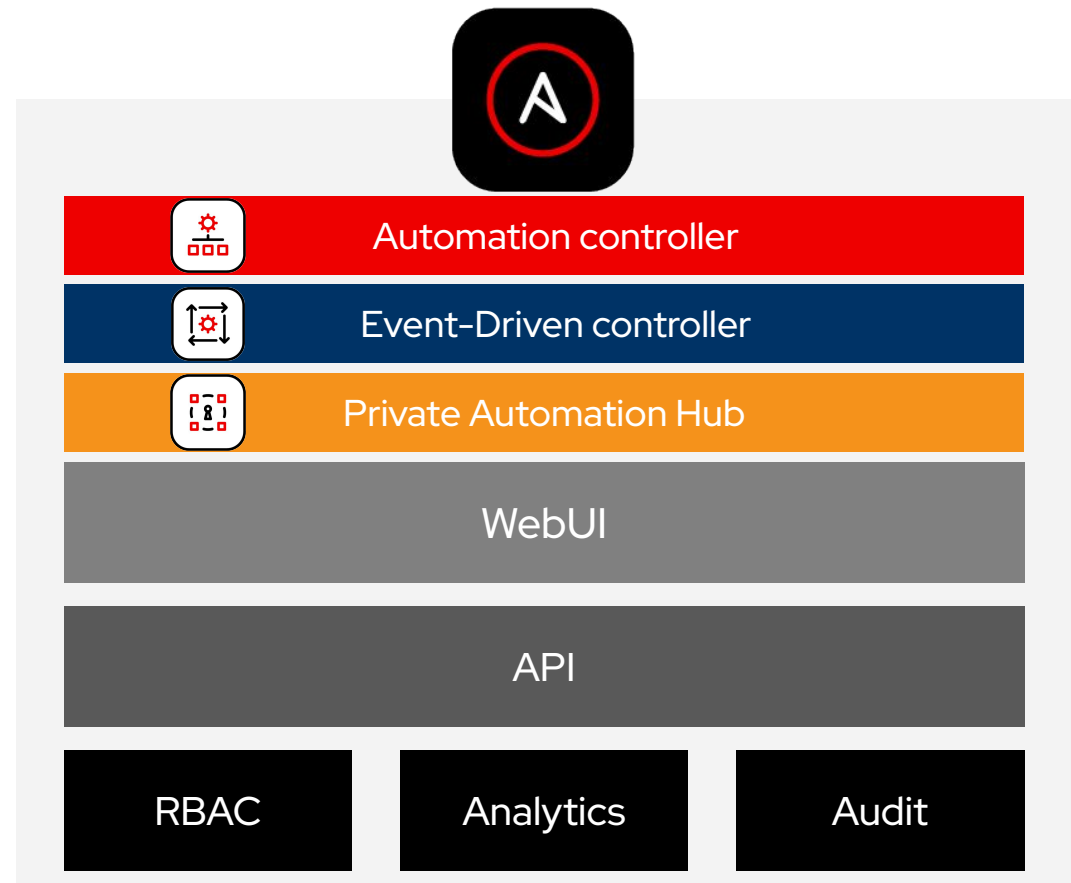 Automation controller
Event-Driven controller
Private Automation Hub
WebUI
API
RBAC
Analytics
Audit